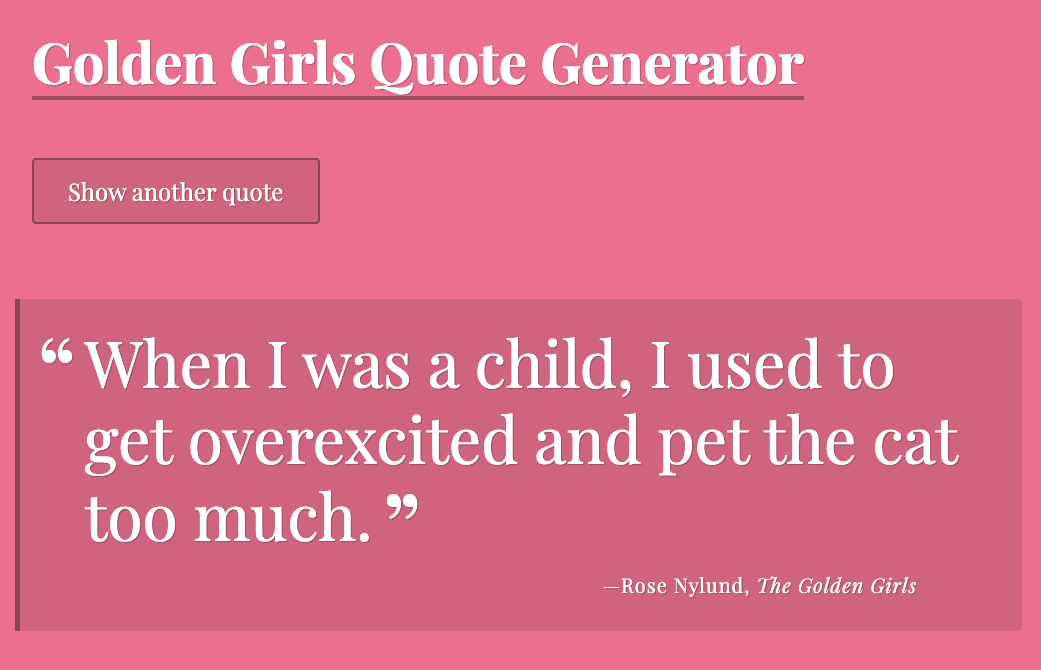 Golden Girls Quote Generator
Show another quote
“When I was a child, I used to
get overexcited and pet the cat
too much.”
—Rose Nylund, The Golden Girls